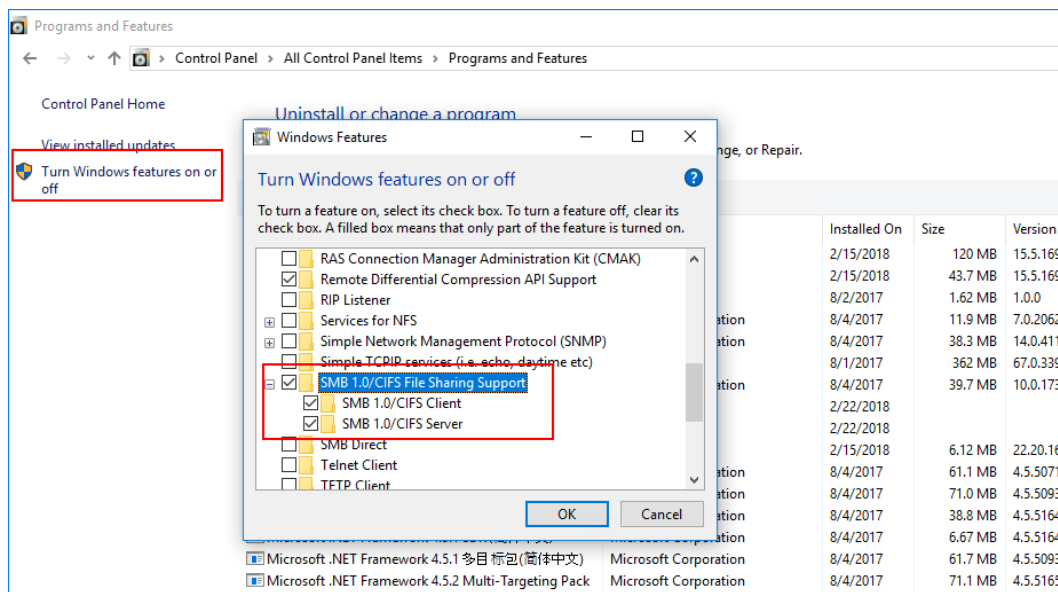 Programs and Features
Control Panel > All Control Panel Items > Programs and Features
Control Panel Home
Uninstall or change a program
View installed updates
Turn Windows features on or
off
nge, or Repair.
Windows Features
Turn Windows features on or off
To turn a feature on, select its check box. To turn a feature off, clear its
check box. A filled box means that only part of the feature is turned on.
RAS Connection Manager Administration Kit (CMAK)
Remote Differential Compression API Support
RIP Listener
Services for NFS
Simple Network Management Protocol (SNMP)
Simple TCPIP services (i.e. echo, daytime etc)
SMB 1.0/CIFS File Sharing Support
SMB 1.0/CIFS Client
SMB 1.0/CIFS Server
SMB Direct
Telnet Client
TFTP Client
OK Cancel
Installed On Size Version
2/15/2018 120 MB 15.5.169
2/15/2018 43.7 MB 15.5.169
8/2/2017 1.62 MB 1.0.0
ation 8/4/2017 11.9 MB 7.0.2062
ation 8/4/2017 38.3 MB 14.0.411
8/1/2017 362 MB 67.0.339
ation 8/4/2017 39.7 MB 10.0.173
2/22/2018
2/22/2018
2/15/2018 6.12 MB 22.20.16
ation 8/4/2017 61.1 MB 4.5.5071
ation 8/4/2017 71.0 MB 4.5.5093
ation 8/4/2017 38.8 MB 4.5.5164
ation 8/4/2017 6.67 MB 4.5.5164
Microsoft .NET Framework 4.5.1 多目标包(简体中文) Microsoft Corporation 8/4/2017 61.7 MB 4.5.5093
Microsoft .NET Framework 4.5.2 Multi-Targeting Pack Microsoft Corporation 8/4/2017 71.1 MB 4.5.5165